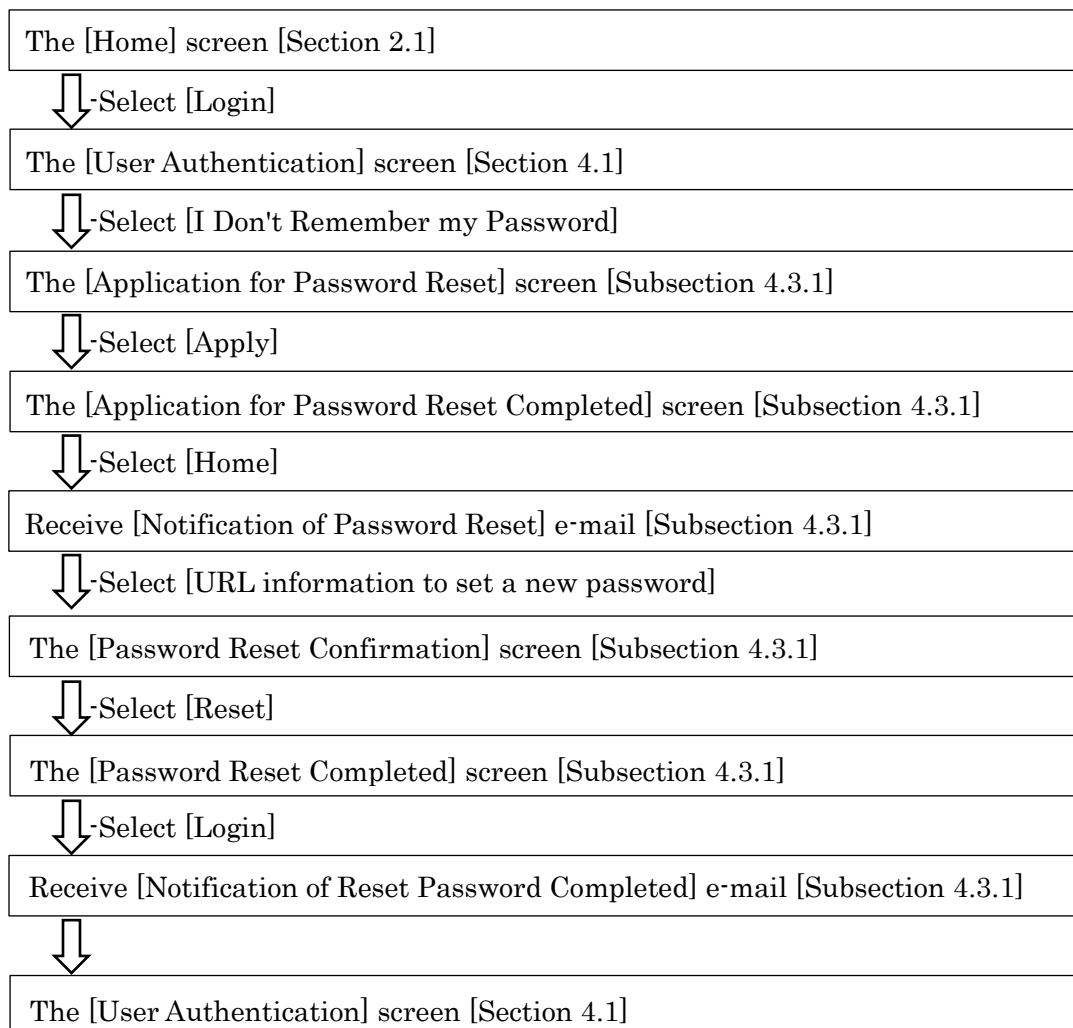 The [Home] screen [Section 2.1]
-Select [Login]
The [User Authentication] screen [Section 4.1]
-Select [I Don't Remember my Password]
The [Application for Password Reset] screen [Subsection 4.3.1]
-Select [Apply]
The [Application for Password Reset Completed] screen [Subsection 4.3.1]
-Select [Home]
Receive [Notification of Password Reset] e-mail [Subsection 4.3.1]
-Select [URL information to set a new password]
The [Password Reset Confirmation] screen [Subsection 4.3.1]
-Select [Reset]
The [Password Reset Completed] screen [Subsection 4.3.1]
-Select [Login]
Receive [Notification of Reset Password Completed] e-mail [Subsection 4.3.1]
The [User Authentication] screen [Section 4.1]